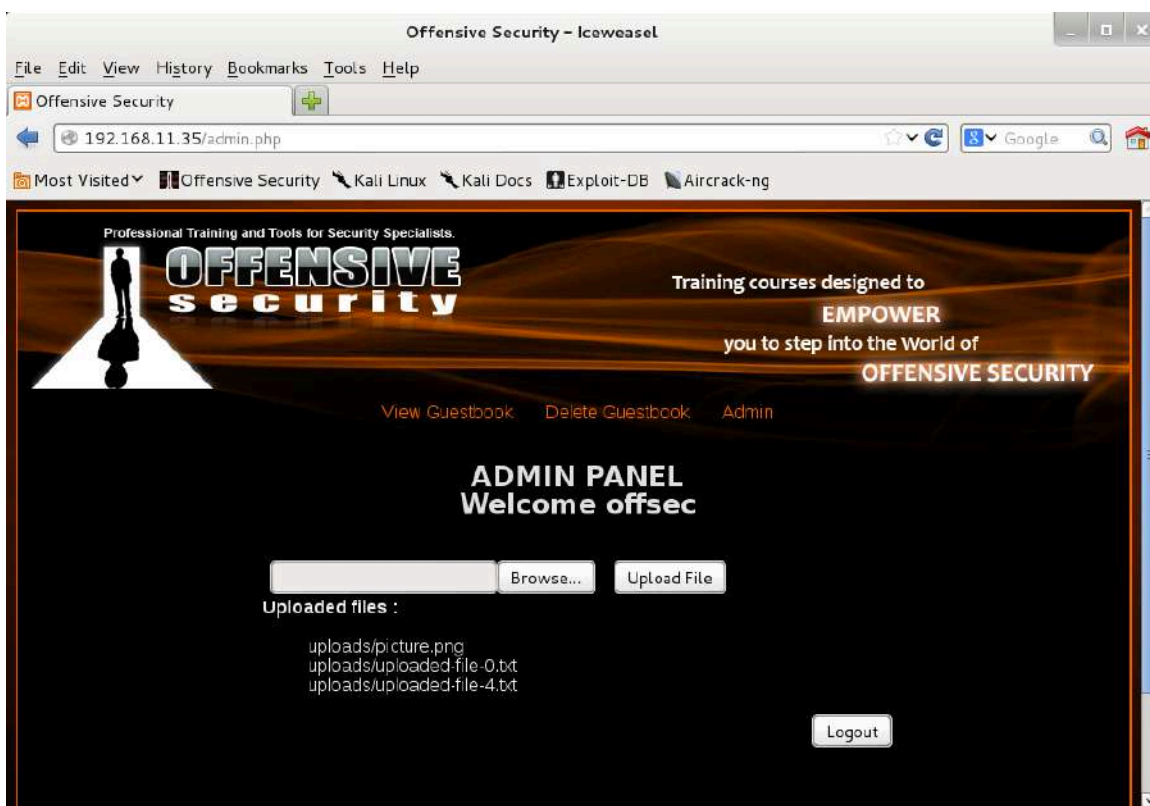 Offensive Security - Iceweasel
File Edit View History Bookmarks Tools Help
Offensive Security
192.168.11.35/admin.php
Google
Most Visited Offensive Security Kali Linux Kali Docs Exploit-DB Aircrack-ng
Professional Training and Tools for Security Specialists.
OFFENSIVE
security
Training courses designed to
EMPOWER
you to step into the World of
OFFENSIVE SECURITY
View Guestbook Delete Guestbook Admin
ADMIN PANEL
Welcome offsec
Browse... Upload File
Uploaded files :
uploads/picture.png
uploads/uploaded-file-0.txt
uploads/uploaded-file-4.txt
Logout